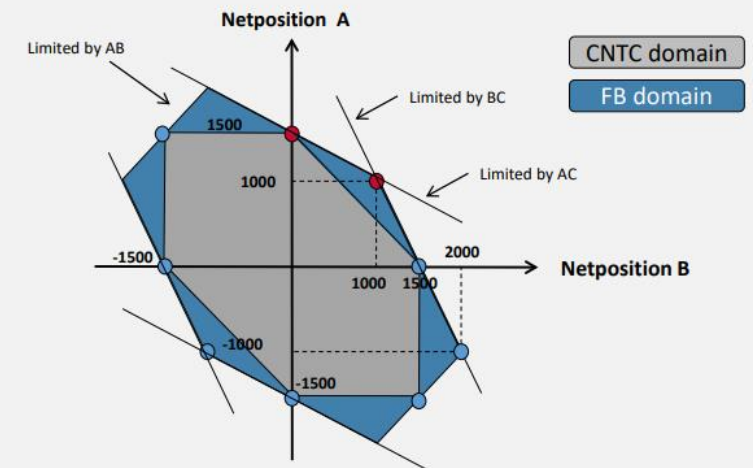 Netposition A
Limited by AB
CNTC domain
FB domain
Limited by BC
1500
1000
Limited by AC
-1500
2000
Netposition B
1000
1500
-1000
-1500